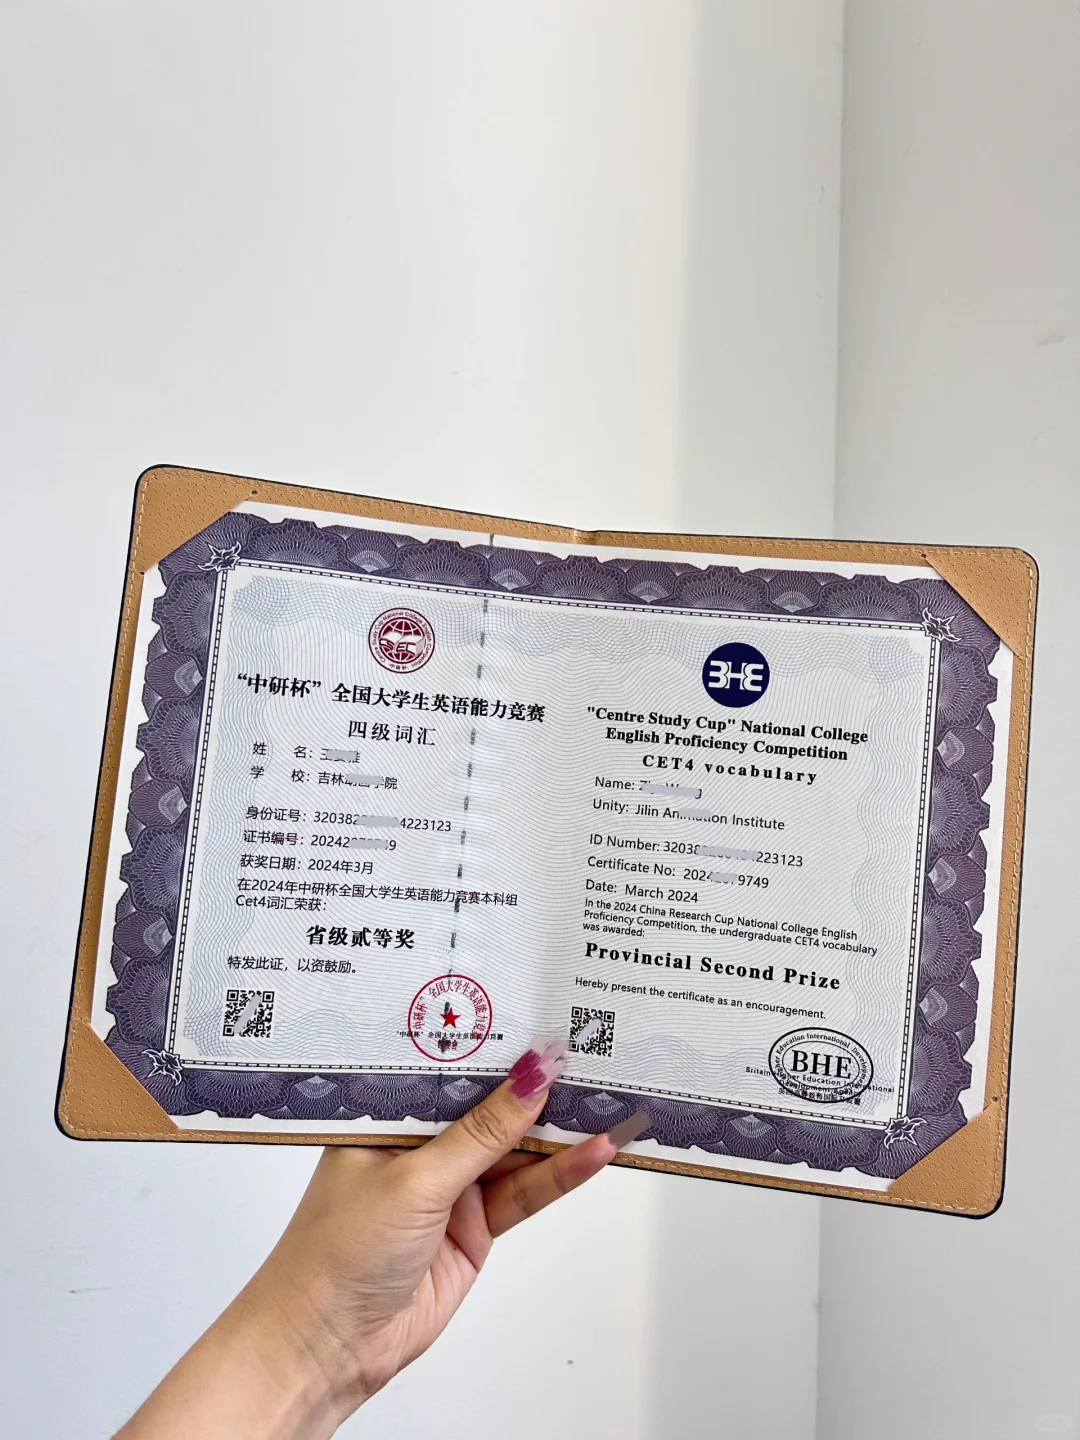 "中研杯"全国大学生英语能力竞赛
四级词汇
姓 名：
学 校：吉林 学院
身份证号：320382 4223123
证书编号：20242 9
获奖日期：2024年3月
在2024年中研杯全国大学生英语能力竞赛本科组
Cet4词汇荣获：
省级贰等奖
特发此证，以资鼓励。
BHE
"Centre Study Cup" National College
English Proficiency Competition
CET4 vocabulary
Name:
Unity: Jilin Animation Institute
ID Number: 3203 223123
Certificate No: 2024 9749
Date: March 2024
In the 2024 China Research Cup National College English
Proficiency Competition, the undergraduate CET4 vocabulary
was awarded:
Provincial Second Prize
Hereby present the certificate as an encouragement.
BHE